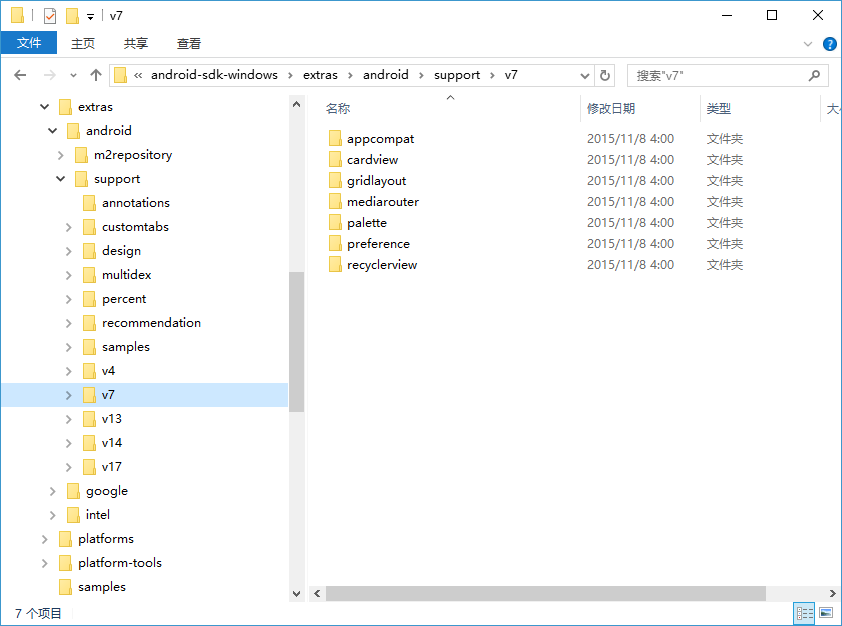 v7
文件 主页 共享 查看
« android-sdk-windows › extras › android › support › v7 搜索"v7"
extras
android
m2repository
support
annotations
customtabs
design
multidex
percent
recommendation
samples
v4
v7
v13
v14
v17
google
intel
platforms
platform-tools
samples
名称 修改日期 类型 大小
appcompat 2015/11/8 4:00 文件夹
cardview 2015/11/8 4:00 文件夹
gridlayout 2015/11/8 4:00 文件夹
mediarouter 2015/11/8 4:00 文件夹
palette 2015/11/8 4:00 文件夹
preference 2015/11/8 4:00 文件夹
recyclerview 2015/11/8 4:00 文件夹
7 个项目